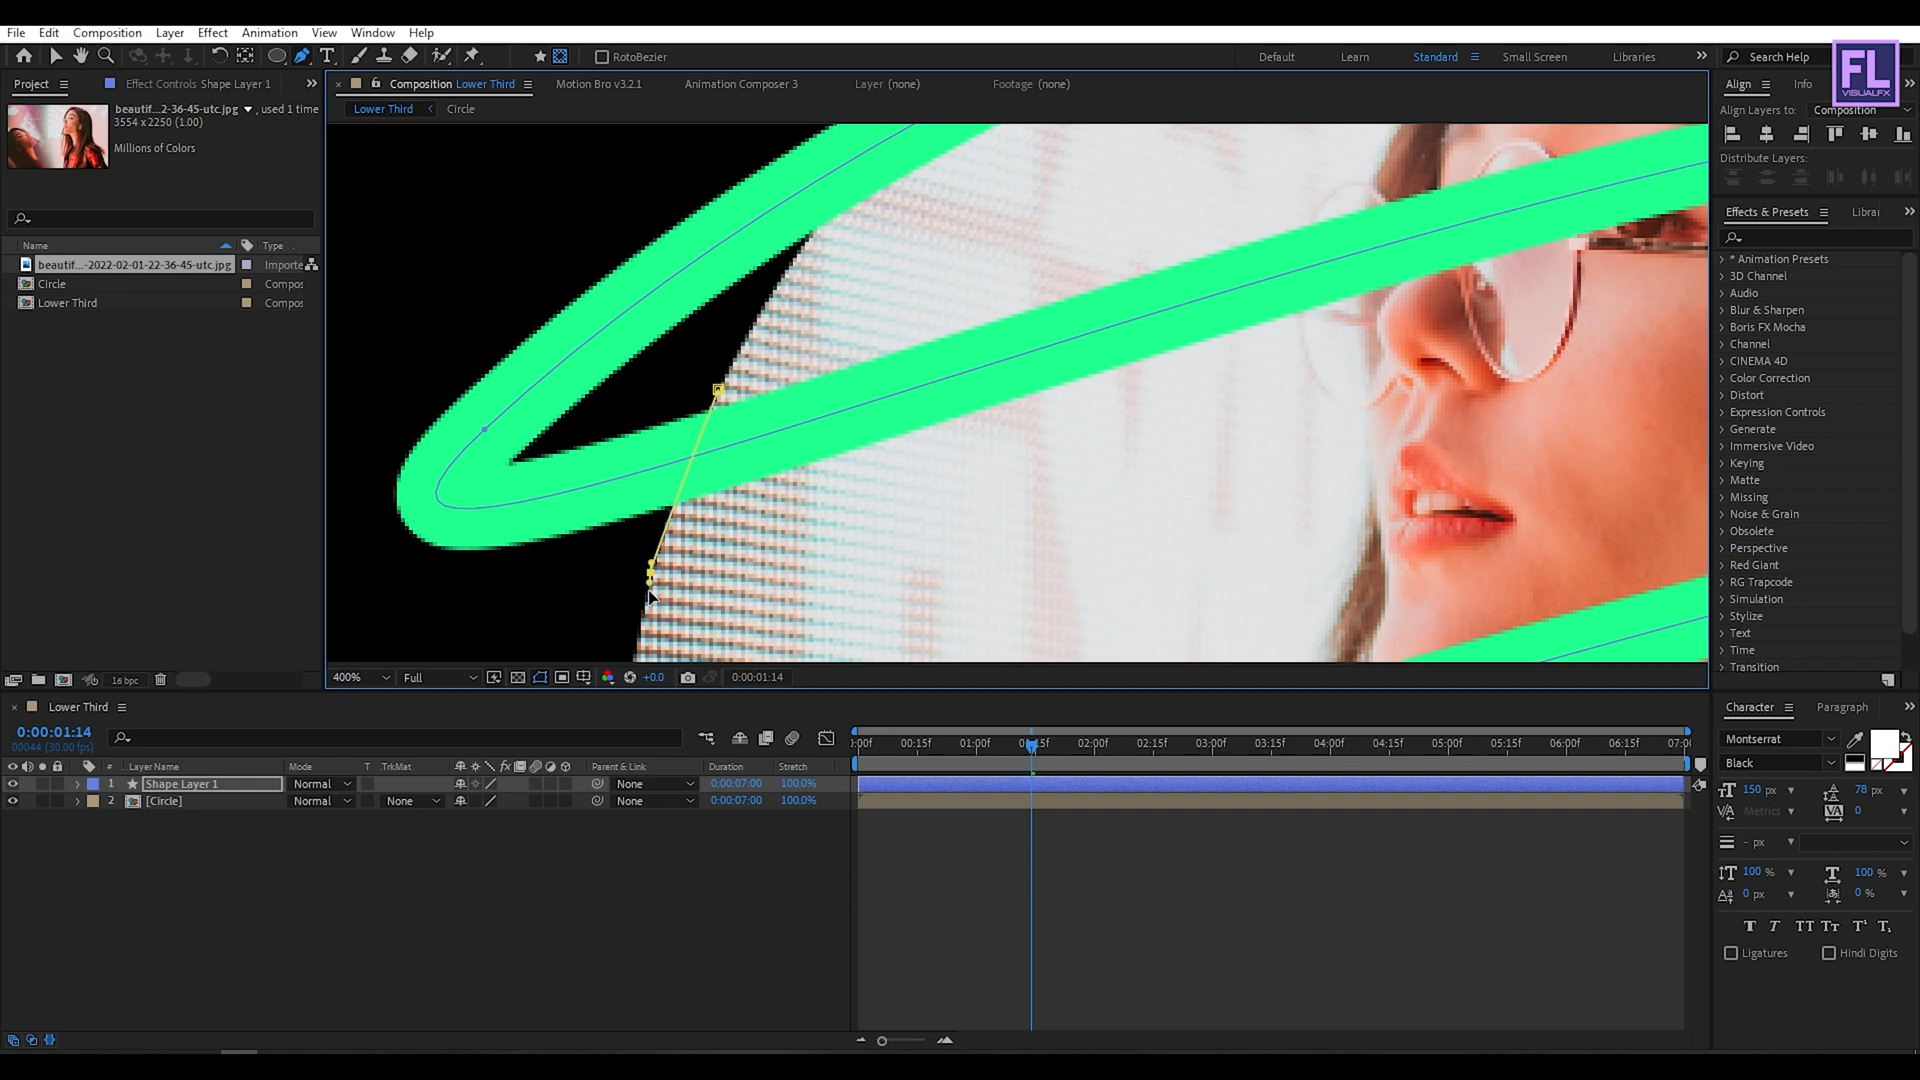 File Edit Composition Layer Effect Animation View Window Help
RotoBezier Default Learn Standard Small Screen Libraries Search Help
FL
VISUALFX
Project Effect Controls Shape Layer 1 Composition Lower Third Motion Bro v3.2.1 Animation Composer 3 Layer (none) Footage (none) Align Info
beautif...2-36-45-utc.jpg , used 1 time
3554 x 2250 (1.00)
Millions of Colors
Lower Third Circle
Align Layers to: Composition
Distribute Layers:
Effects & Presets Librar
Name Type
beautif...-2022-02-01-22-36-45-utc.jpg Importe
Circle Compos
Lower Third Compos
* Animation Presets
3D Channel
Audio
Blur & Sharpen
Boris FX Mocha
Channel
CINEMA 4D
Color Correction
Distort
Expression Controls
Generate
Immersive Video
Keying
Matte
Missing
Noise & Grain
Obsolete
Perspective
Red Giant
RG Trapcode
Simulation
Stylize
Text
Time
Transition
16 bpc 400% Full +0.0 0:00:01:14
Lower Third
0:00:01:14
00044 (30.00 fps)
:00f 00:15f 01:00f 01:15f 02:00f 02:15f 03:00f 03:15f 04:00f 04:15f 05:00f 05:15f 06:00f 06:15f 07:0
# Layer Name Mode T .TrkMat Parent & Link Duration Stretch
1 Shape Layer 1 Normal None 0:00:07:00 100.0%
2 [Circle] Normal None None 0:00:07:00 100.0%
Character Paragraph
Montserrat
Black
150 px 78 px
Metrics 0
- px
100 % 100 %
0 px 0 %
T T TT Tr T¹ T₁
Ligatures Hindi Digits